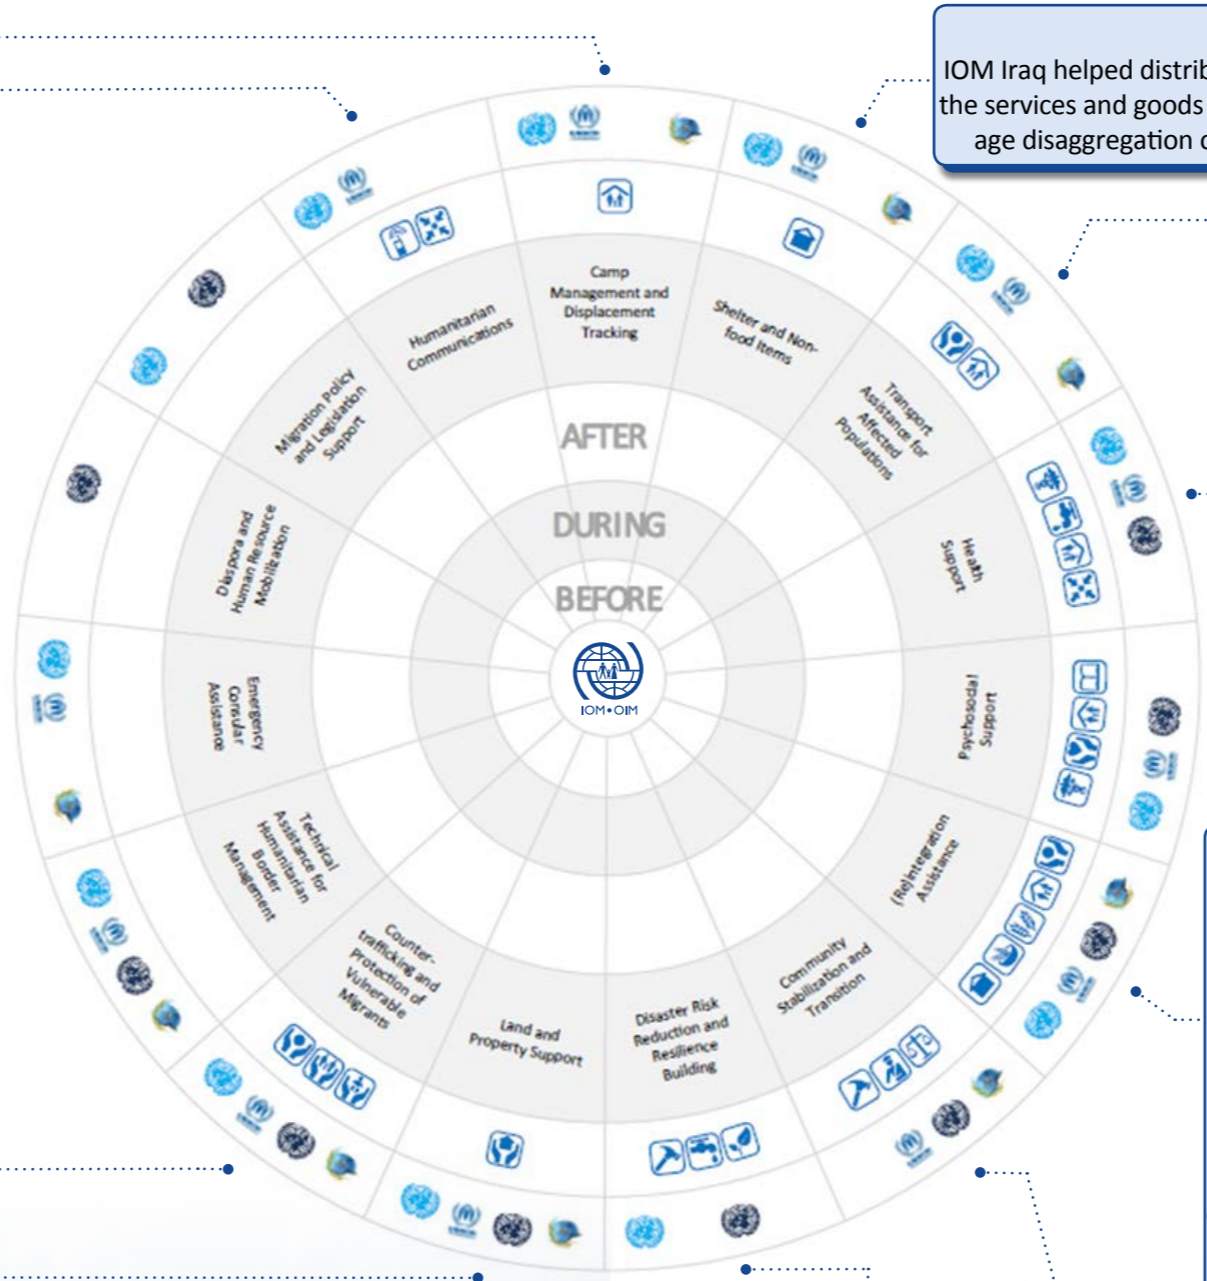 IOM Iraq helped distrib
the services and goods
age disaggregation o
Camp
Management and
Displacement
Tracking
Shelter and Non-
food Items
Transport
Assistance for
Affected
Populations
Health
Support
Psychosocial
Support
(Re)integration
Assistance
Community
Stabilization and
Transition
Disaster Risk
Reduction and
Resilience
Building
Land and
Property Support
Counter-
trafficking and
Protection of
Vulnerable
Migrants
Technical
Assistance for
Humanitarian
Border
Management
Emergency
Consular
Assistance
Diaspora and
Human Resource
Mobilization
Migration Policy
and Legislation
Support
Humanitarian
Communications
AFTER
DURING
BEFORE
IOM•OIM